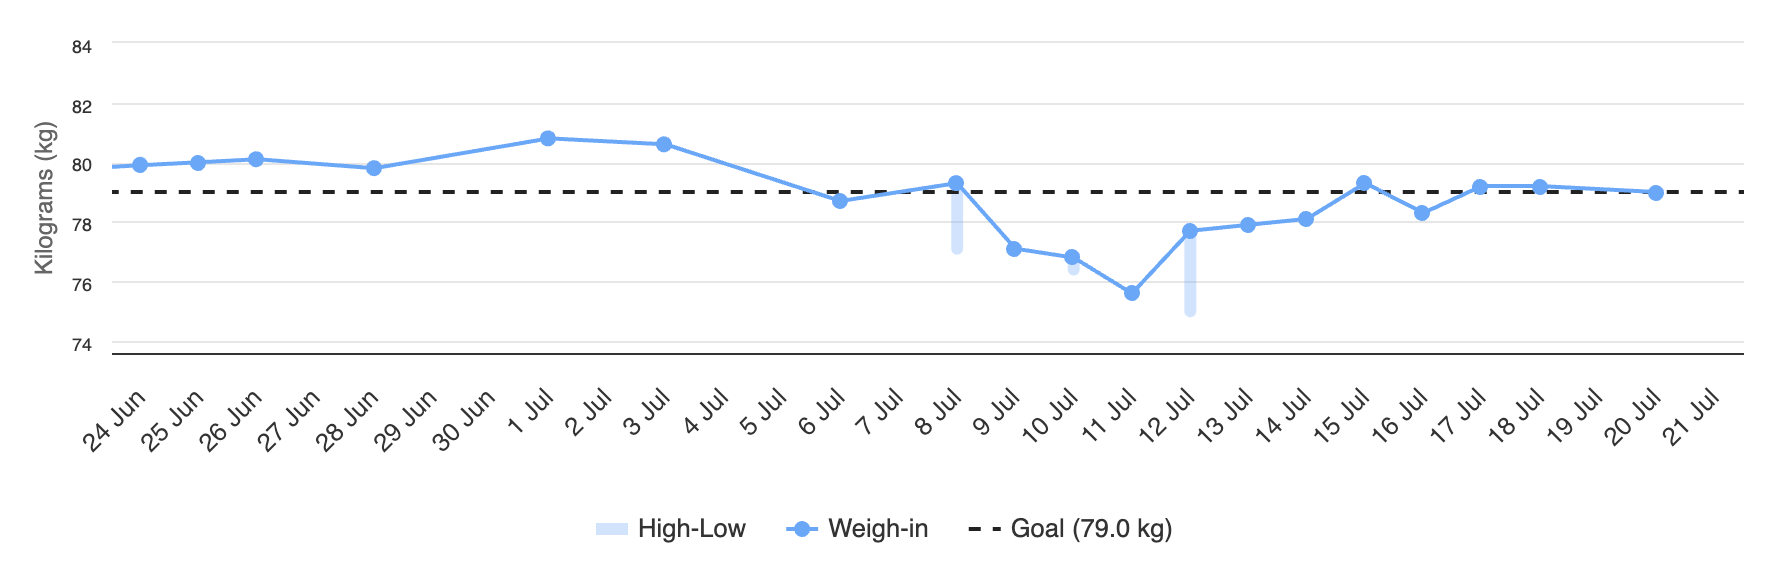 84
82
80
78
76
74
Kilograms (kg)
24 Jun
25 Jun
26 Jun
27 Jun
28 Jun
29 Jun
30 Jun
1 Jul
2 Jul
3 Jul
4 Jul
5 Jul
6 Jul
7 Jul
8 Jul
9 Jul
10 Jul
11 Jul
12 Jul
13 Jul
14 Jul
15 Jul
16 Jul
17 Jul
18 Jul
19 Jul
20 Jul
21 Jul
High-Low Weigh-in Goal (79.0 kg)